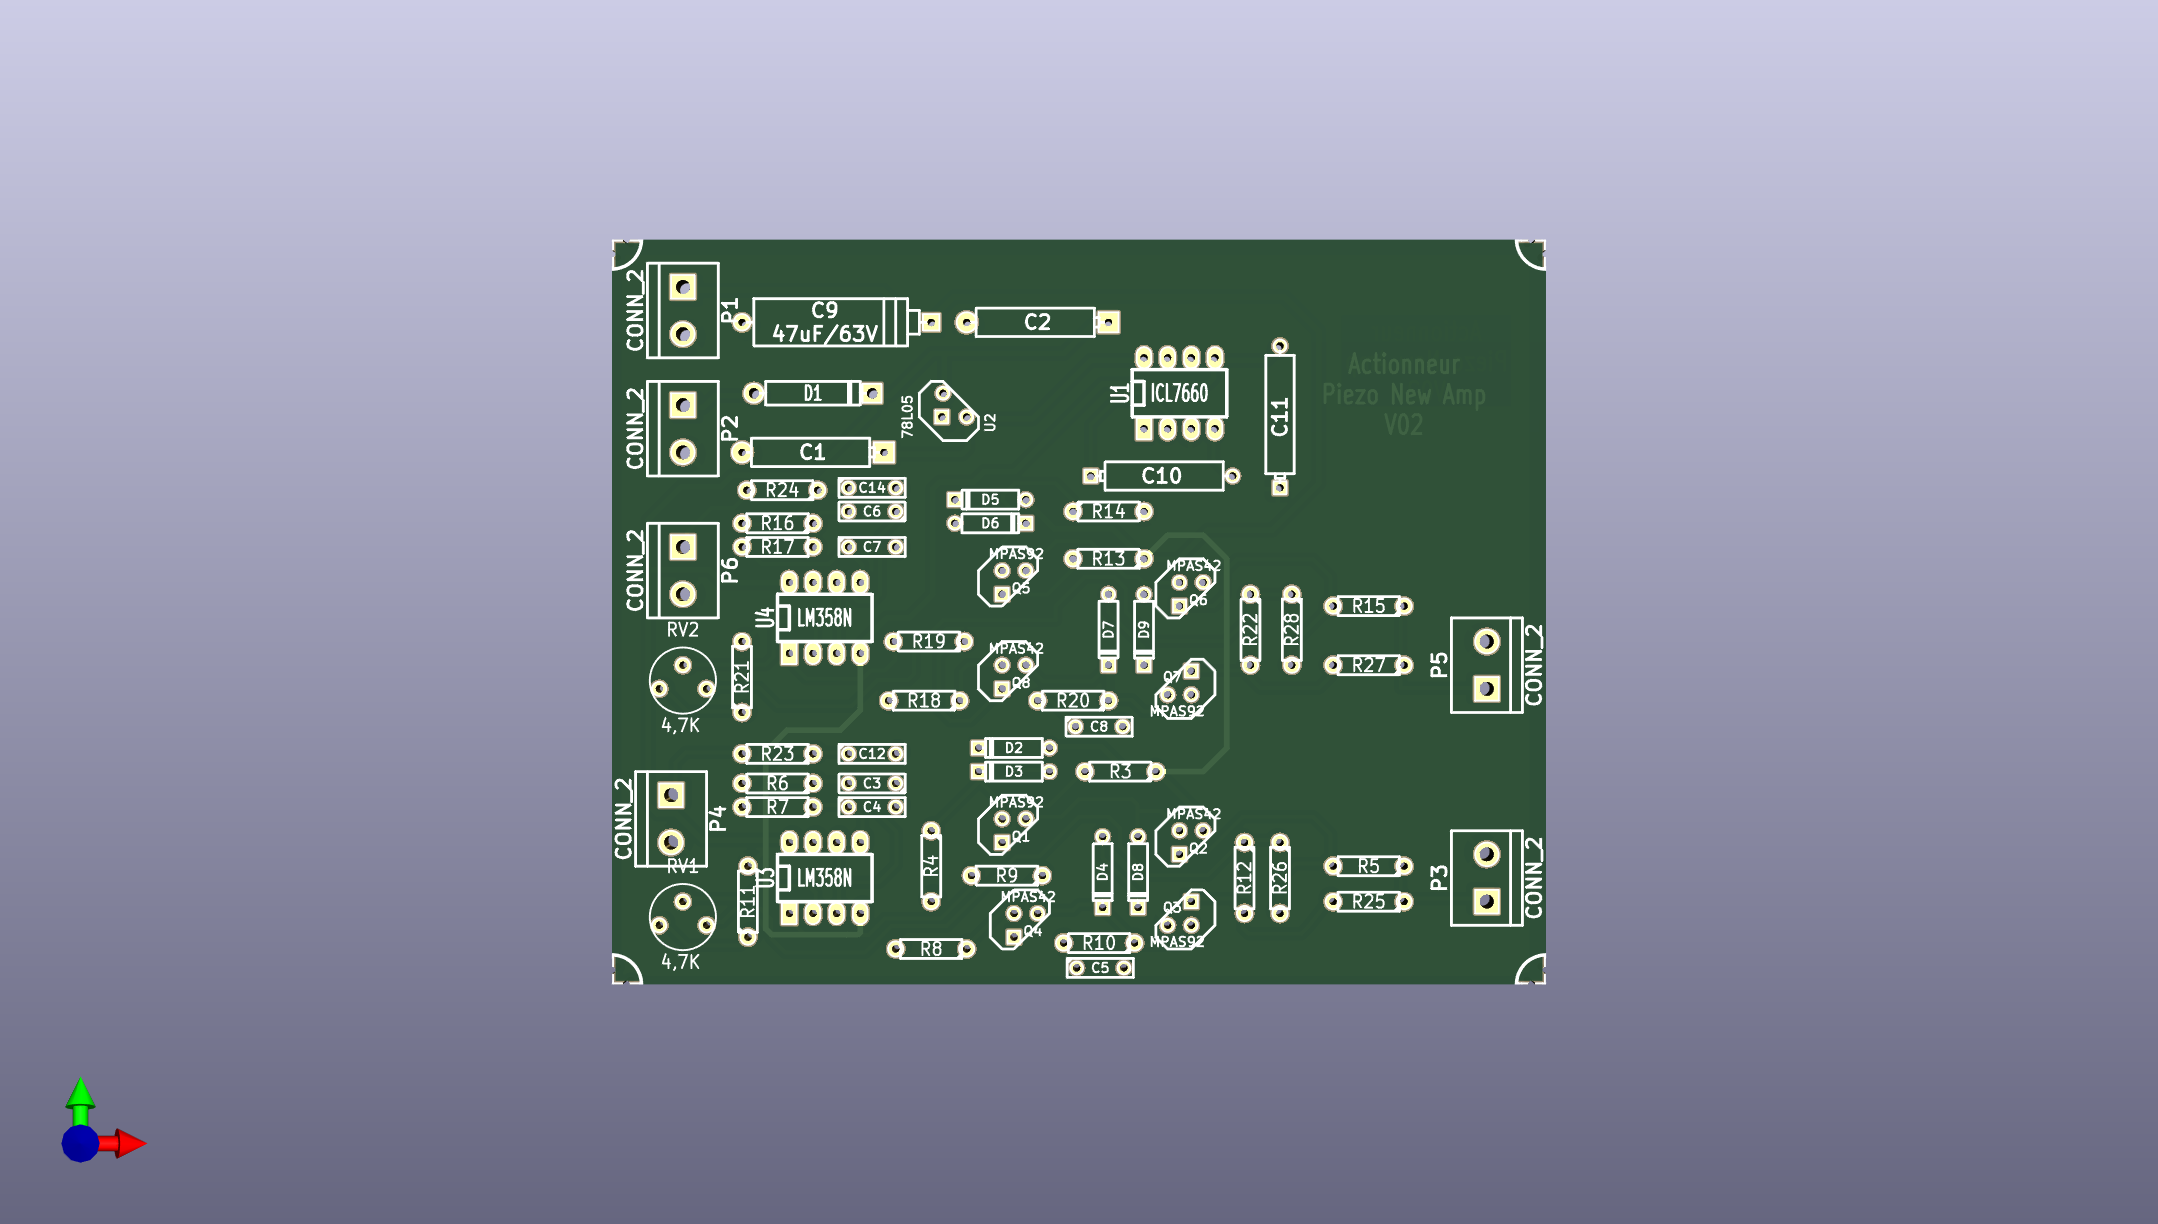 CONN_2
P1
C9
47uF/63V
C2
CONN_2
P2
D1
78L05
U2
U1
ICL7660
C11
Actionneur
Piezo New Amp
V02
C1
C10
R24
C14
R16
C6
R17
C7
D5
D6
R14
R13
CONN_2
P6
MPAS92
Q5
MPAS42
Q6
U4
LM358N
RV2
4,7K
R21
R19
R18
MPAS42
Q8
R20
C8
D7
D9
Q7
MPAS92
R22
R28
R15
R27
P5
CONN_2
R23
C12
R6
C3
R7
C4
D2
D3
R3
CONN_2
P4
RV1
4,7K
R11
U3
LM358N
R4
MPAS92
Q1
MPAS42
Q2
R9
MPAS42
Q4
R8
D4
D8
Q3
MPAS92
R10
C5
R12
R26
R5
R25
P3
CONN_2